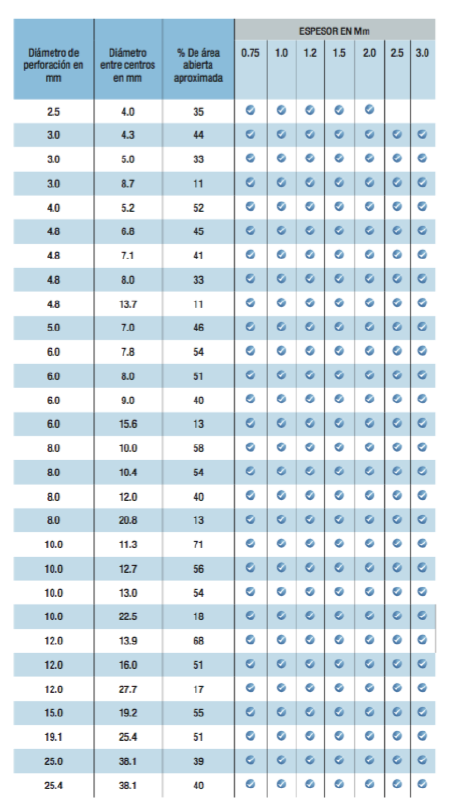 ESPESOR EN Mm
Diámetro de perforación en mm Diámetro entre centros en mm % De área abierta aproximada 0.75 1.0 1.2 1.5 2.0 2.5 3.0
2.5 4.0 35
3.0 4.3 44
3.0 5.0 33
3.0 8.7 11
4.0 5.2 52
4.8 6.8 45
4.8 7.1 41
4.8 8.0 33
4.8 13.7 11
5.0 7.0 46
6.0 7.8 54
6.0 8.0 51
6.0 9.0 40
6.0 15.6 13
8.0 10.0 58
8.0 10.4 54
8.0 12.0 40
8.0 20.8 13
10.0 11.3 71
10.0 12.7 56
10.0 13.0 54
10.0 22.5 18
12.0 13.9 68
12.0 16.0 51
12.0 27.7 17
15.0 19.2 55
19.1 25.4 51
25.0 38.1 39
25.4 38.1 40